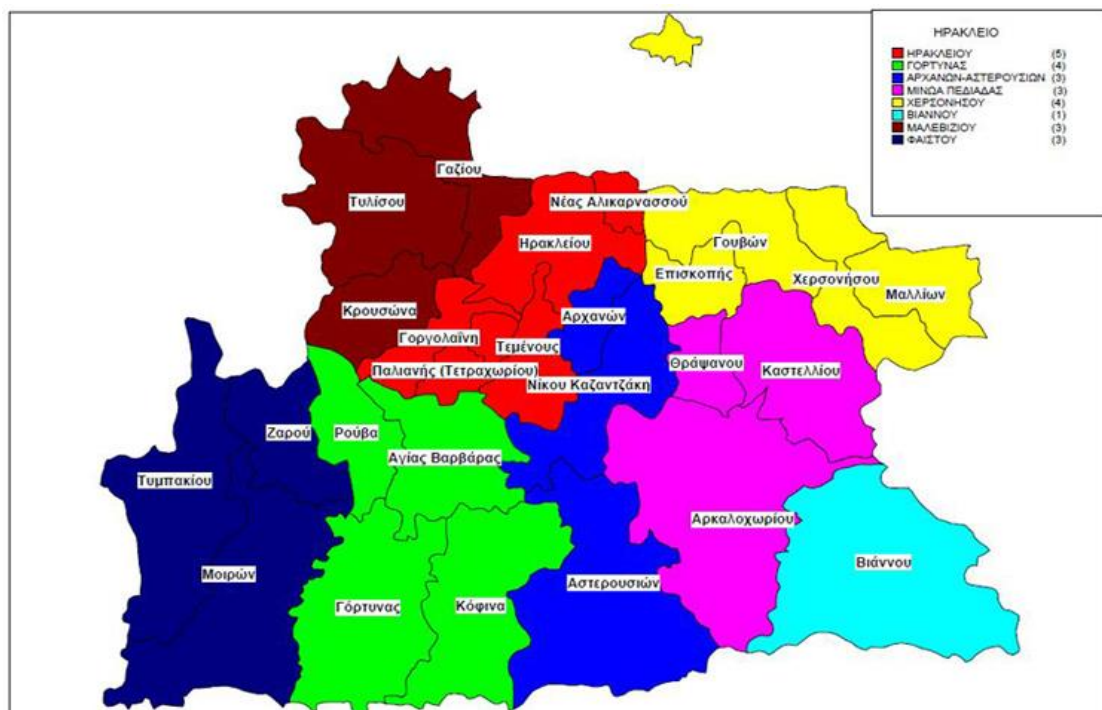 ΗΡΑΚΛΕΙΟ
ΗΡΑΚΛΕΙΟΥ (5)
ΓΟΡΤΥΝΑΣ (4)
ΑΡΧΑΝΩΝ-ΑΣΤΕΡΟΥΣΙΩΝ (3)
ΜΙΝΩΑ ΠΕΔΙΑΔΑΣ (3)
ΧΕΡΣΟΝΗΣΟΥ (4)
ΒΙΑΝΝΟΥ (1)
ΜΑΛΕΒΙΖΙΟΥ (3)
ΦΑΙΣΤΟΥ (3)
Γαζίου
Τυλίσου
Νέας Αλικαρνασσού
Ηρακλείου
Γουβών
Επισκοπής
Χερσονήσου
Μαλλίων
Κρουσώνα
Αρχανών
Γοργολαΐνη
Τεμένους
Θράψανου
Καστελλίου
Παλιανής (Τετραχωρίου)
Νίκου Καζαντζάκη
Ζαρού
Ρούβα
Αγίας Βαρβάρας
Τυμπακίου
Αρκαλοχωρίου
Βιάννου
Μοιρών
Αστερουσιών
Γόρτυνας
Κόφινα